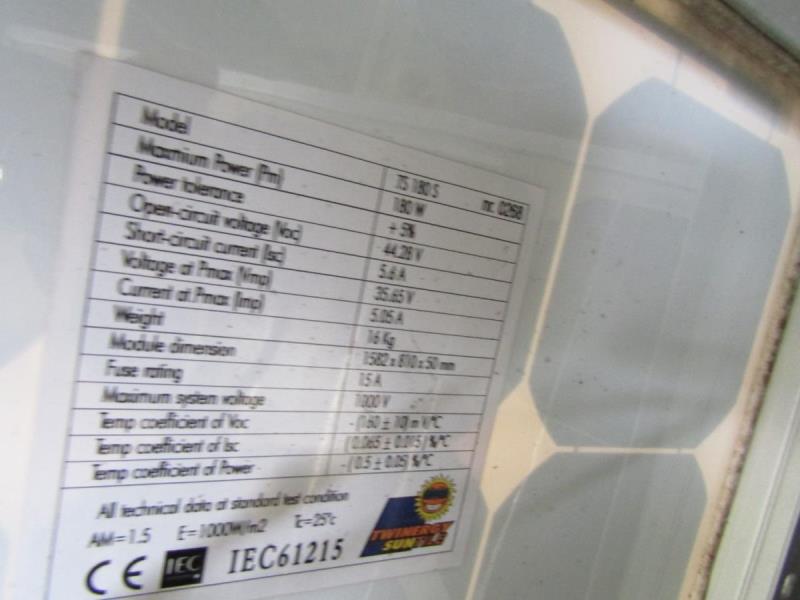 Model TS 180 S nr. 0268
Maxmium Power (Pm) 180 W
Power tolerance ± 5%
Open-circuit voltage (Voc) 44.28 V
Short-circuit current (Isc) 5.6 A
Voltage at Pmax (Vmp) 35.65 V
Current at Pmax (Imp) 5.05 A
Weight 16 Kg
Module dimension 1582 x 810 x 50 mm
Fuse rating 15 A
Maximum system voltage 1000 V
Temp coefficient of Voc - (160 ± 10) m V/°C
Temp coefficient of Isc ( 0.065 ± 0.015 ) %/°C
Temp coefficient of Power - ( 0.5 ± 0.05) %/°C
All technical data at standard test condition
AM=1.5 E=1000W/m2 Tc=25°c
CE IEC IEC61215
TWINERGY
SUN